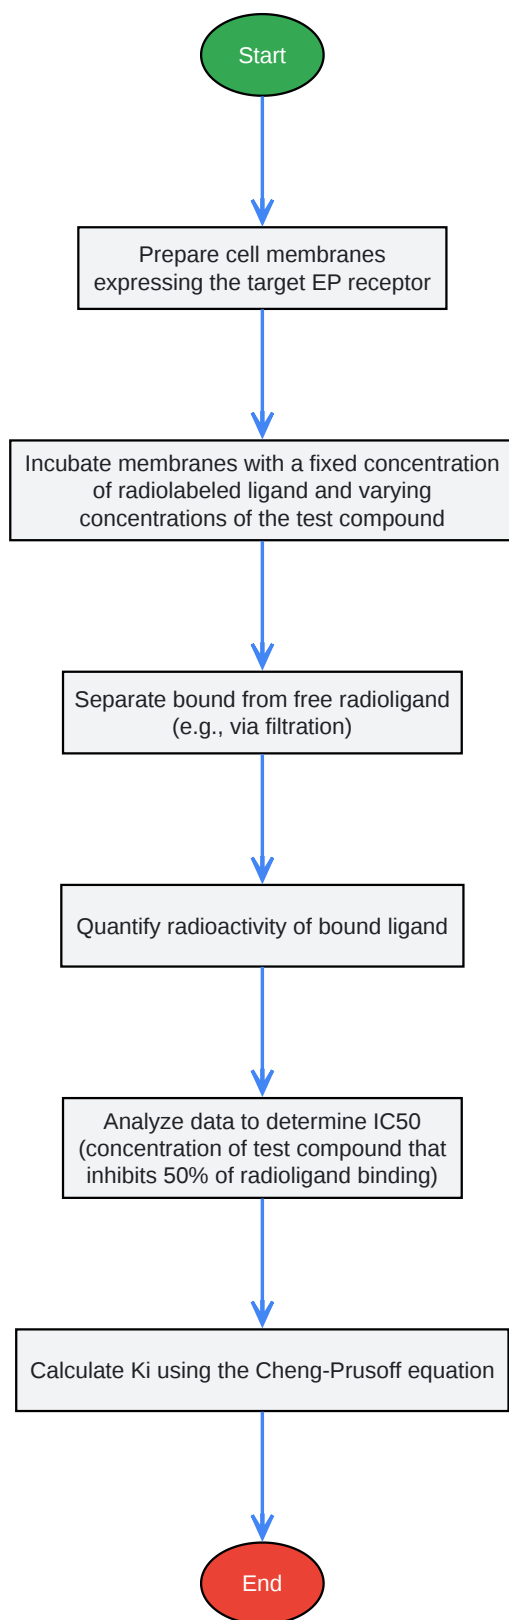 Start
Prepare cell membranes
expressing the target EP receptor
Incubate membranes with a fixed concentration
of radiolabeled ligand and varying
concentrations of the test compound
Separate bound from free radioligand
(e.g., via filtration)
Quantify radioactivity of bound ligand
Analyze data to determine IC50
(concentration of test compound that
inhibits 50% of radioligand binding)
Calculate Ki using the Cheng-Prusoff equation
End